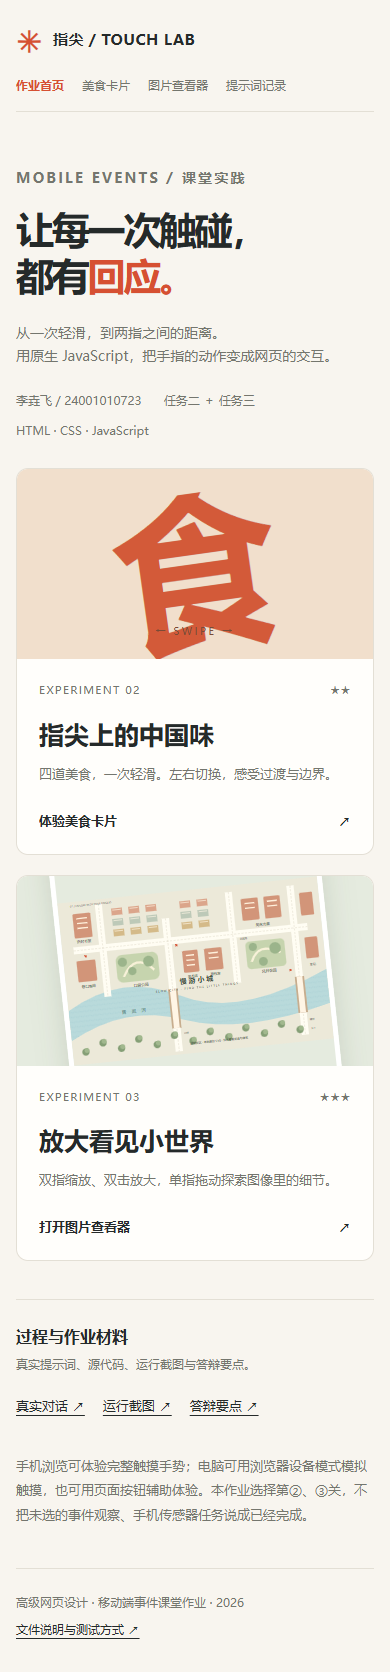 指尖 / TOUCH LAB
作业首页 美食卡片 图片查看器 提示词记录
MOBILE EVENTS / 课堂实践
让每一次触碰，
都有回应。
从一次轻滑，到两指之间的距离。
用原生 JavaScript，把手指的动作变成网页的交互。
李垚飞 / 24001010723 任务二 + 任务三
HTML · CSS · JavaScript
食
← SWIPE →
EXPERIMENT 02 ★★
指尖上的中国味
四道美食，一次轻滑。左右切换，感受过渡与边界。
体验美食卡片 ↗
慢游小城
EXPERIMENT 03 ★★★
放大看见小世界
双指缩放、双击放大，单指拖动探索图像里的细节。
打开图片查看器 ↗
过程与作业材料
真实提示词、源代码、运行截图与答辩要点。
真实对话 ↗ 运行截图 ↗ 答辩要点 ↗
手机浏览可体验完整触摸手势；电脑可用浏览器设备模式模拟
触摸，也可用页面按钮辅助体验。本作业选择第②、③关，不
把未选的事件观察、手机传感器任务说成已经完成。
高级网页设计 · 移动端事件课堂作业 · 2026
文件说明与测试方式 ↗